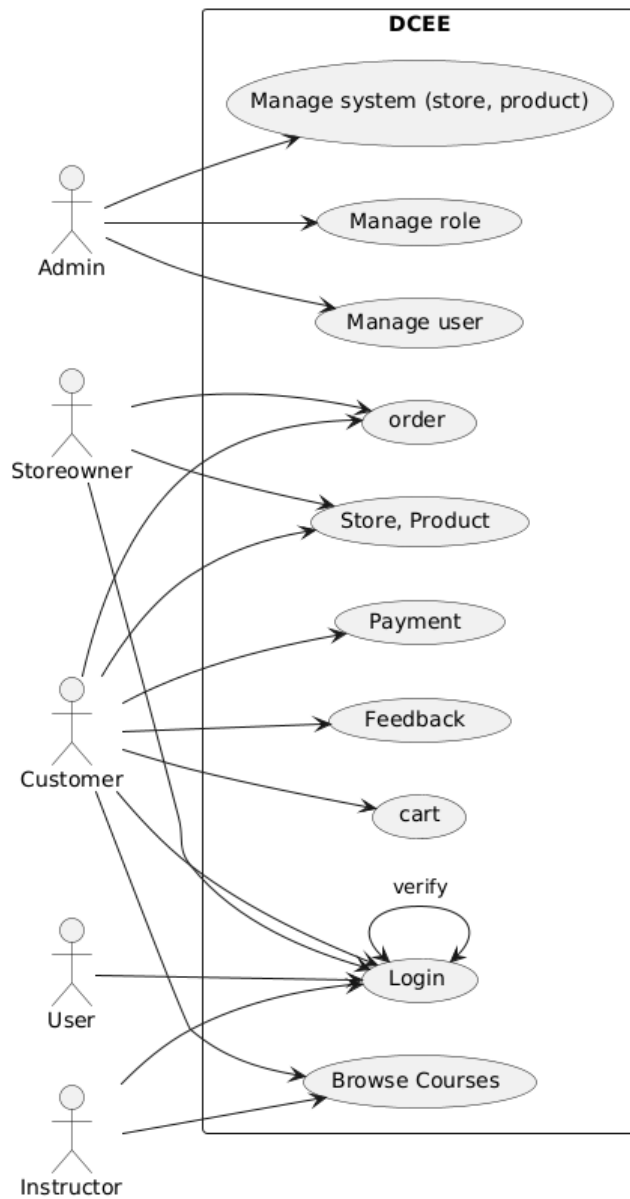 DCEE
Manage system (store, product)
Manage role
Admin
Manage user
order
Storeowner
Store, Product
Payment
Feedback
Customer
cart
verify
Login
User
Browse Courses
Instructor